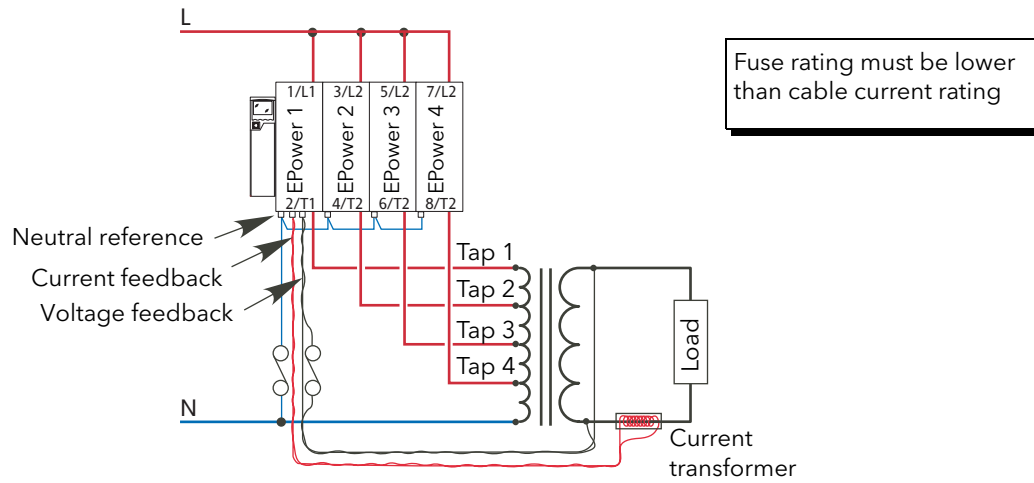 L
Fuse rating must be lower
than cable current rating
1/L1
3/L2
5/L2
7/L2
EPower 1
EPower 2
EPower 3
EPower 4
2/T1
4/T2
6/T2
8/T2
Neutral reference
Current feedback
Voltage feedback
Tap 1
Tap 2
Tap 3
Tap 4
Load
N
Current
transformer